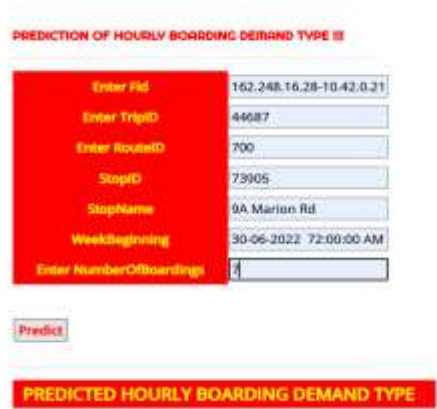 PREDICTION OF HOURLY BOARDING DEMAND TYPE !!!
Enter Fid 162.248.16.28-10.42.0.21
Enter TripID 44687
Enter RouteID 700
StopID 73905
StopName 9A Marion Rd
WeekBeginning 30-06-2022 72:00:00 AM
Enter NumberOfBoardings 7
Predict
PREDICTED HOURLY BOARDING DEMAND TYPE